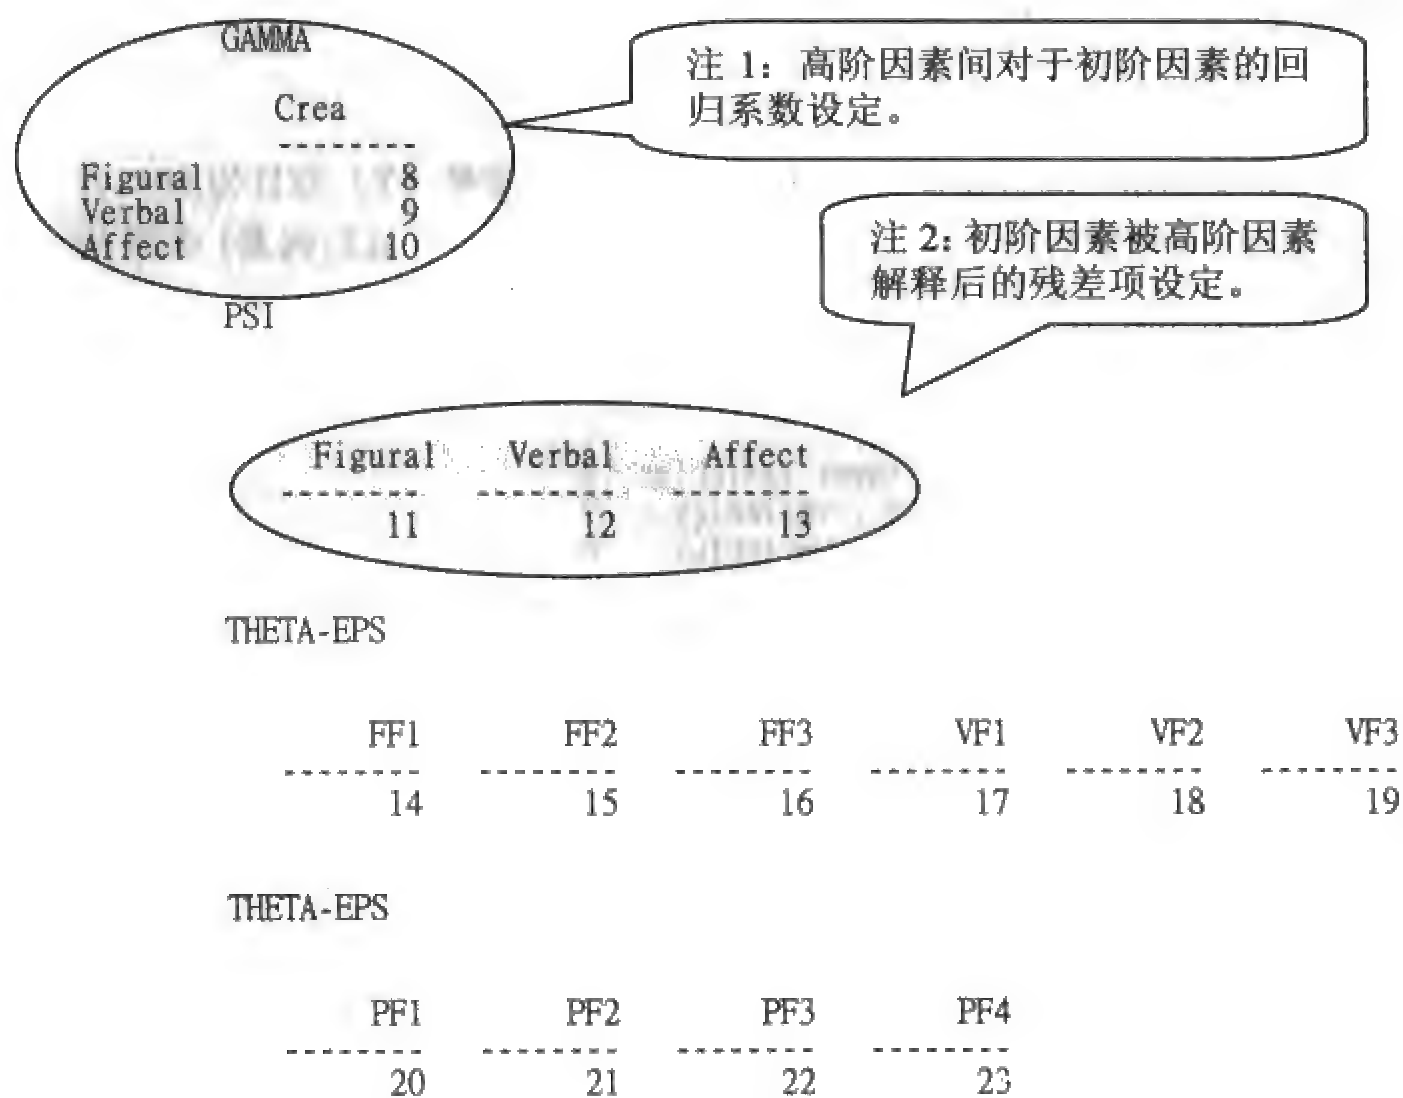 GAMMA
Crea
--------
Figural 8
Verbal 9
Affect 10
注 1：高阶因素间对于初阶因素的回
归系数设定。
注 2：初阶因素被高阶因素
解释后的残差项设定。
PSI
Figural Verbal Affect
-------- -------- --------
11 12 13
THETA-EPS
FF1 FF2 FF3 VF1 VF2 VF3
-------- -------- -------- -------- -------- --------
14 15 16 17 18 19
THETA-EPS
PF1 PF2 PF3 PF4
-------- -------- -------- --------
20 21 22 23